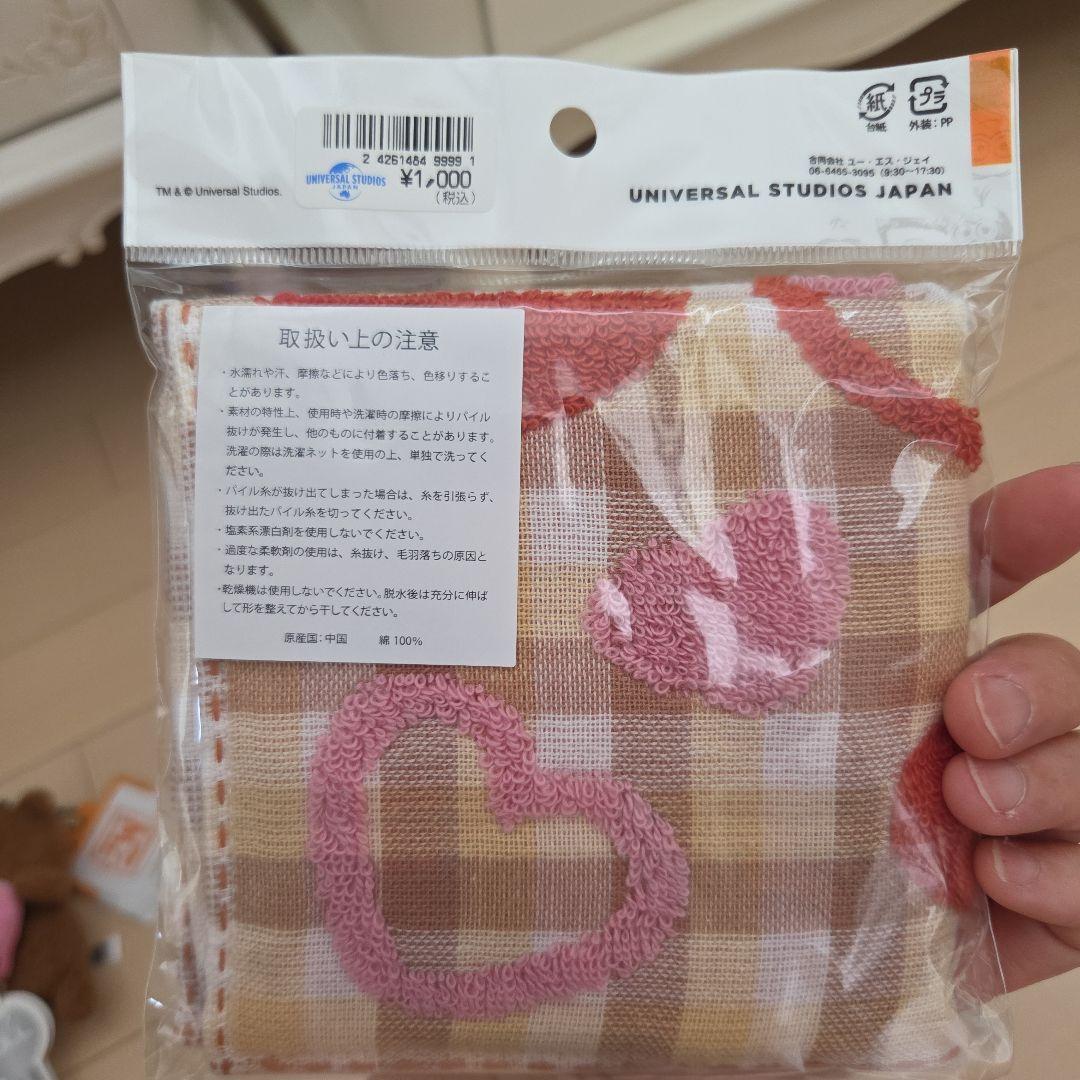 2 4261484 9999 1
UNIVERSAL STUDIOS
JAPAN
¥1,000
(税込)
TM & © Universal Studios.
紙
台紙
プラ
外装:PP
合同会社 ユー・エス・ジェイ
06-6465-3095 (9:30〜17:30)
UNIVERSAL STUDIOS JAPAN
取扱い上の注意
・水濡れや汗、摩擦などにより色落ち、色移りするこ
とがあります。
・素材の特性上、使用時や洗濯時の摩擦によりパイル
抜けが発生し、他のものに付着することがあります。
洗濯の際は洗濯ネットを使用の上、単独で洗ってく
ださい。
・パイル糸が抜け出てしまった場合は、糸を引張らず、
抜け出たパイル糸を切ってください。
・塩素系漂白剤を使用しないでください。
・過度な柔軟剤の使用は、糸抜け、毛羽落ちの原因と
なります。
・乾燥機は使用しないでください。脱水後は充分に伸ば
して形を整えてから干してください。
原産国:中国 綿100%